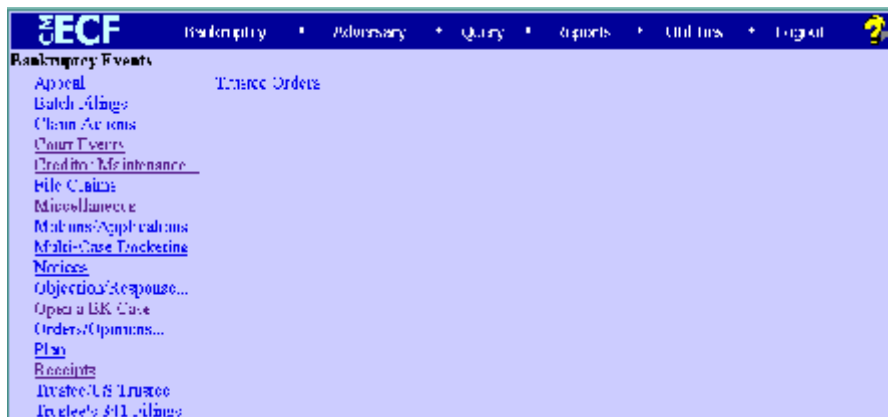 CM ECF Bankruptcy • Adversary • Query • Reports • Utilities • Logout ?
Bankruptcy Events
Appeal Trustee Orders
Batch Filings
Claim Actions
Court Events
Creditor Maintenance...
File Claims
Miscellaneous
Motions/Applications
Multi-Case Docketing
Notices
Objection/Response...
Open a BK Case
Orders/Opinions...
Plan
Receipts
Trustee/US Trustee
Trustee's 341 Filings